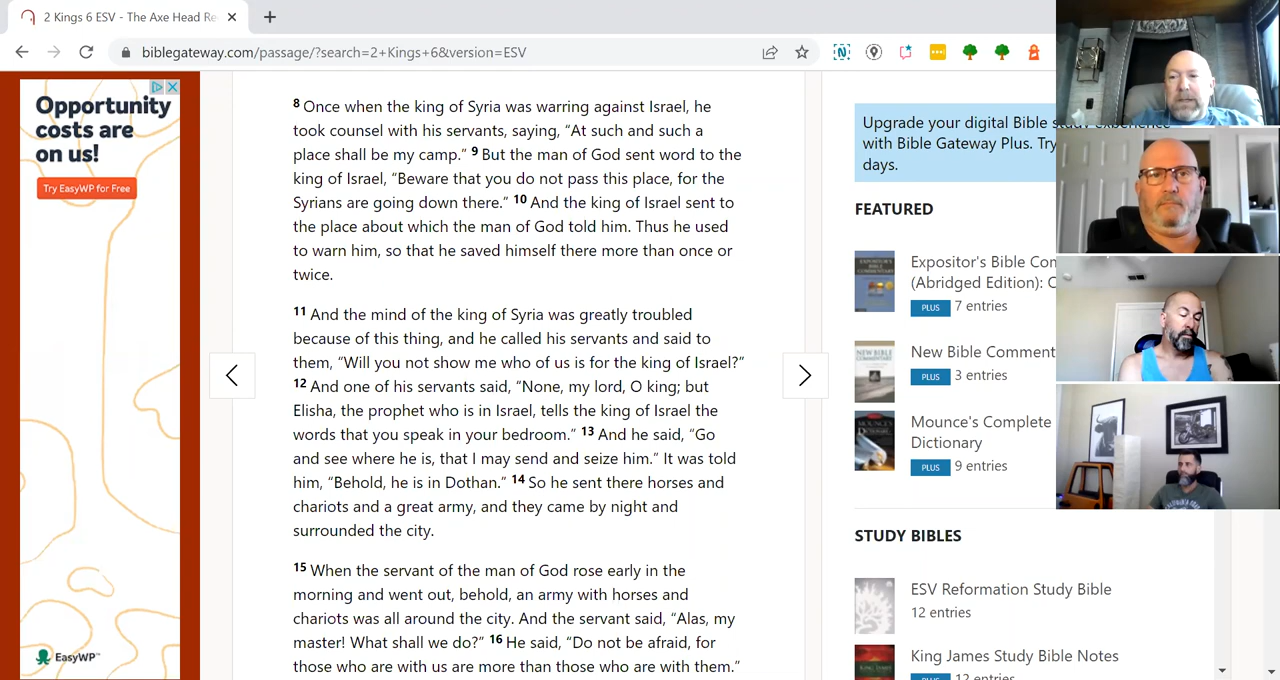 2 Kings 6 ESV - The Axe Head Re
biblegateway.com/passage/?search=2+Kings+6&version=ESV
Opportunity
costs are
on us!
Try EasyWP for Free
EasyWP™
8 Once when the king of Syria was warring against Israel, he
took counsel with his servants, saying, “At such and such a
place shall be my camp.” 9 But the man of God sent word to the
king of Israel, “Beware that you do not pass this place, for the
Syrians are going down there.” 10 And the king of Israel sent to
the place about which the man of God told him. Thus he used
to warn him, so that he saved himself there more than once or
twice.
11 And the mind of the king of Syria was greatly troubled
because of this thing, and he called his servants and said to
them, “Will you not show me who of us is for the king of Israel?”
12 And one of his servants said, “None, my lord, O king; but
Elisha, the prophet who is in Israel, tells the king of Israel the
words that you speak in your bedroom.” 13 And he said, “Go
and see where he is, that I may send and seize him.” It was told
him, “Behold, he is in Dothan.” 14 So he sent there horses and
chariots and a great army, and they came by night and
surrounded the city.
15 When the servant of the man of God rose early in the
morning and went out, behold, an army with horses and
chariots was all around the city. And the servant said, “Alas, my
master! What shall we do?” 16 He said, “Do not be afraid, for
those who are with us are more than those who are with them.”
Upgrade your digital Bible study experience
with Bible Gateway Plus. Try
days.
FEATURED
Expositor's Bible Com
(Abridged Edition):
PLUS 7 entries
New Bible Comment
PLUS 3 entries
Mounce's Complete
Dictionary
PLUS 9 entries
STUDY BIBLES
ESV Reformation Study Bible
12 entries
King James Study Bible Notes
PLUS 12 entries